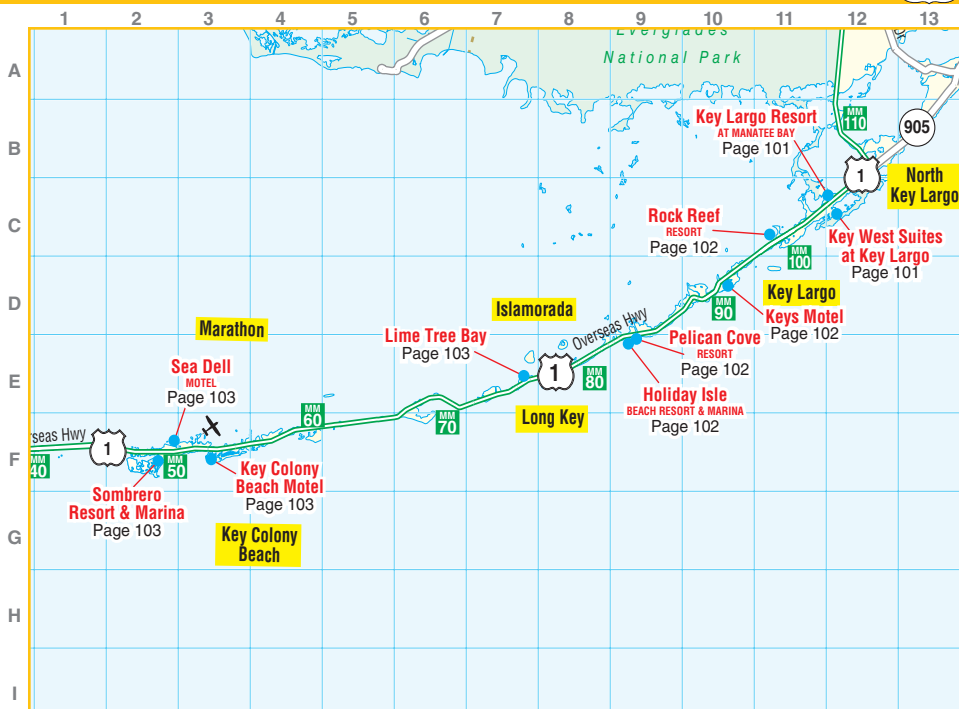 1 2 3 4 5 6 7 8 9 10 11 12 13
A
Everglades
National Park
B
Key Largo Resort
AT MANATEE BAY
Page 101
MM
110
905
1
North
Key Largo
C
Rock Reef
RESORT
Page 102
MM
100
Key West Suites
at Key Largo
Page 101
D
Islamorada
MM
90
Key Largo
Keys Motel
Page 102
Marathon
Lime Tree Bay
Page 103
Overseas Hwy
Pelican Cove
RESORT
Page 102
E
1
MM
80
Sea Dell
MOTEL
Page 103
Holiday Isle
BEACH RESORT & MARINA
Page 102
MM
60
MM
70
Long Key
F
rseas Hwy
1
MM
40
MM
50
Key Colony
Beach Motel
Page 103
Sombrero
Resort & Marina
Page 103
G
Key Colony
Beach
H
I